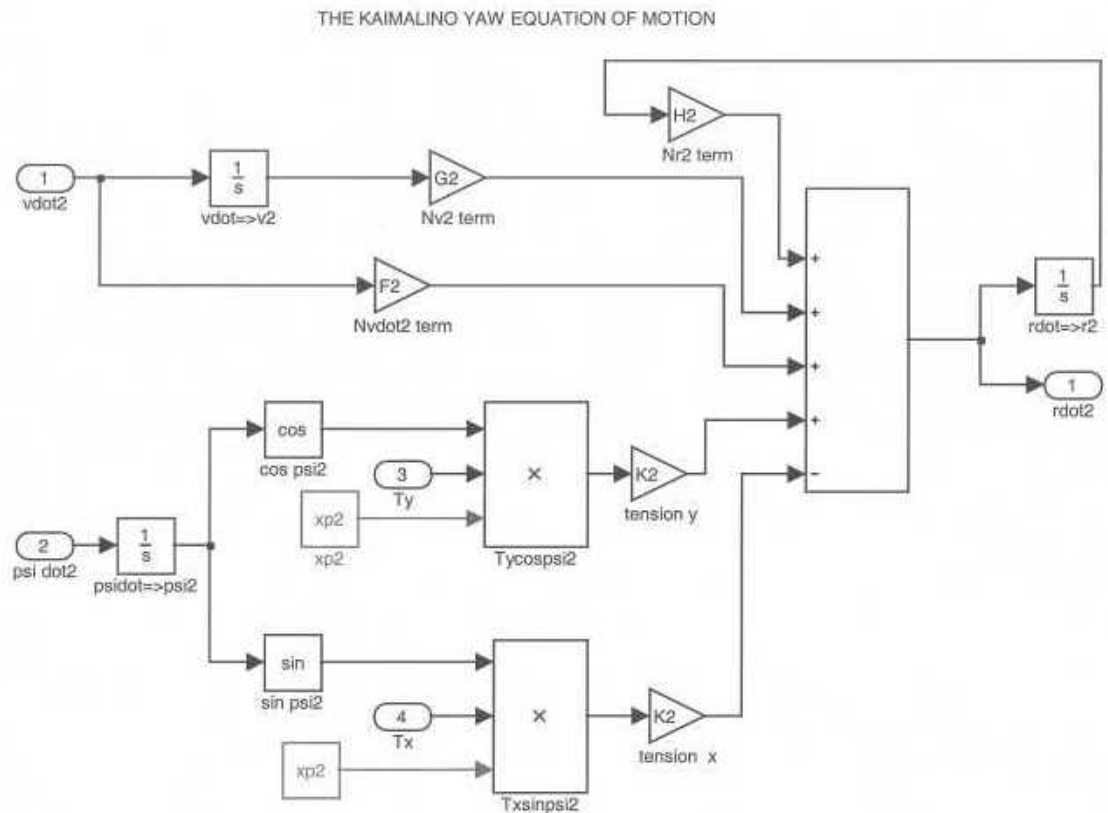 THE KAIMALINO YAW EQUATION OF MOTION
H2
Nr2 term
1
vdot2
1
s
vdot=>v2
G2
Nv2 term
F2
Nvdot2 term
+
+
+
+
−
1
s
rdot=>r2
1
rdot2
cos
cos psi2
3
Ty
xp2
xp2
×
Tycospsi2
K2
tension y
2
psi dot2
1
s
psidot=>psi2
sin
sin psi2
4
Tx
xp2
×
Txsinpsi2
K2
tension x